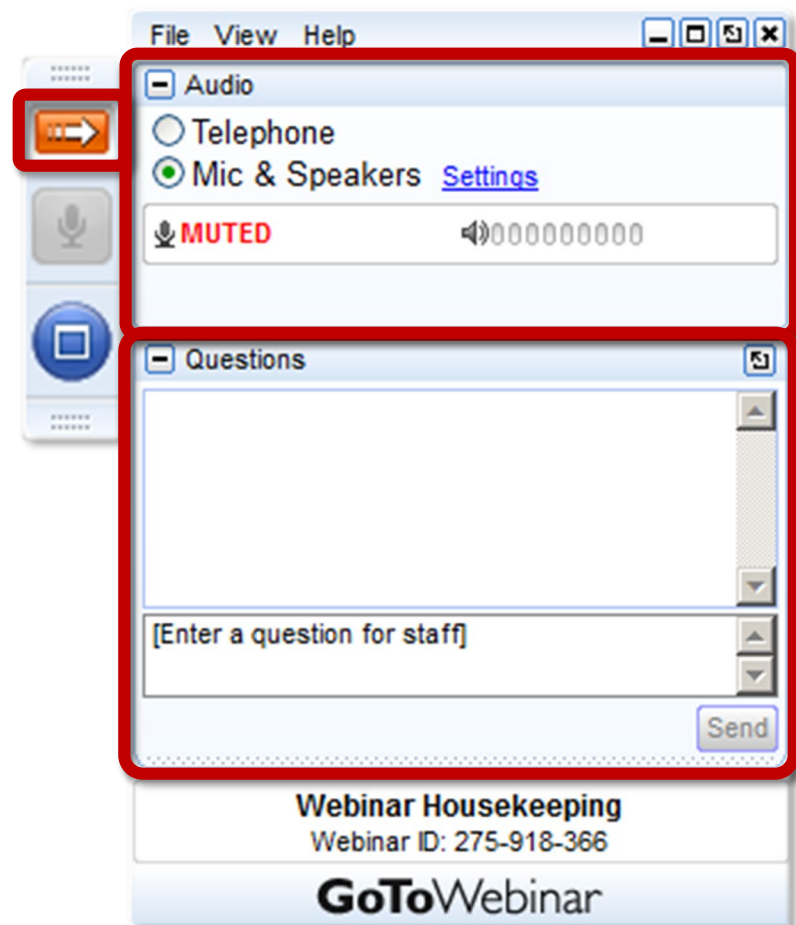 File View Help
Audio
Telephone
Mic & Speakers Settings
MUTED
Questions
[Enter a question for staff]
Send
Webinar Housekeeping
Webinar ID: 275-918-366
GoToWebinar